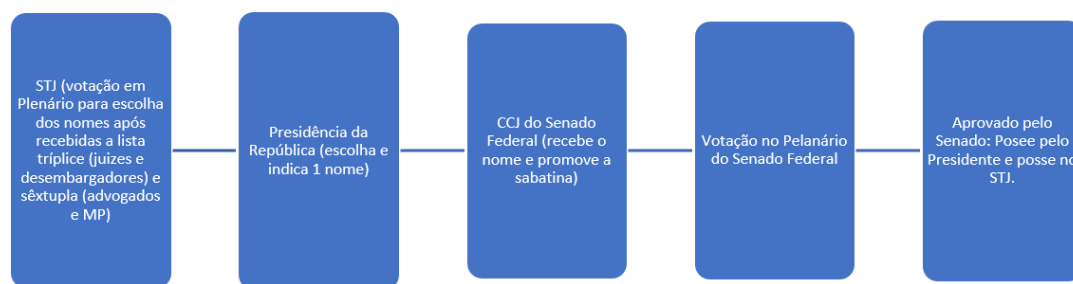 STJ (votação em
Plenário para escolha
dos nomes após
recebidas a lista
tríplice (juizes e
desembargadores) e
sêxtupla (advogados
e MP)
Presidência da
República (escolha e
indica 1 nome)
CCJ do Senado
Federal (recebe o
nome e promove a
sabatina)
Votação no Pelanário
do Senado Federal
Aprovado pelo
Senado: Posee pelo
Presidente e posse no
STJ.